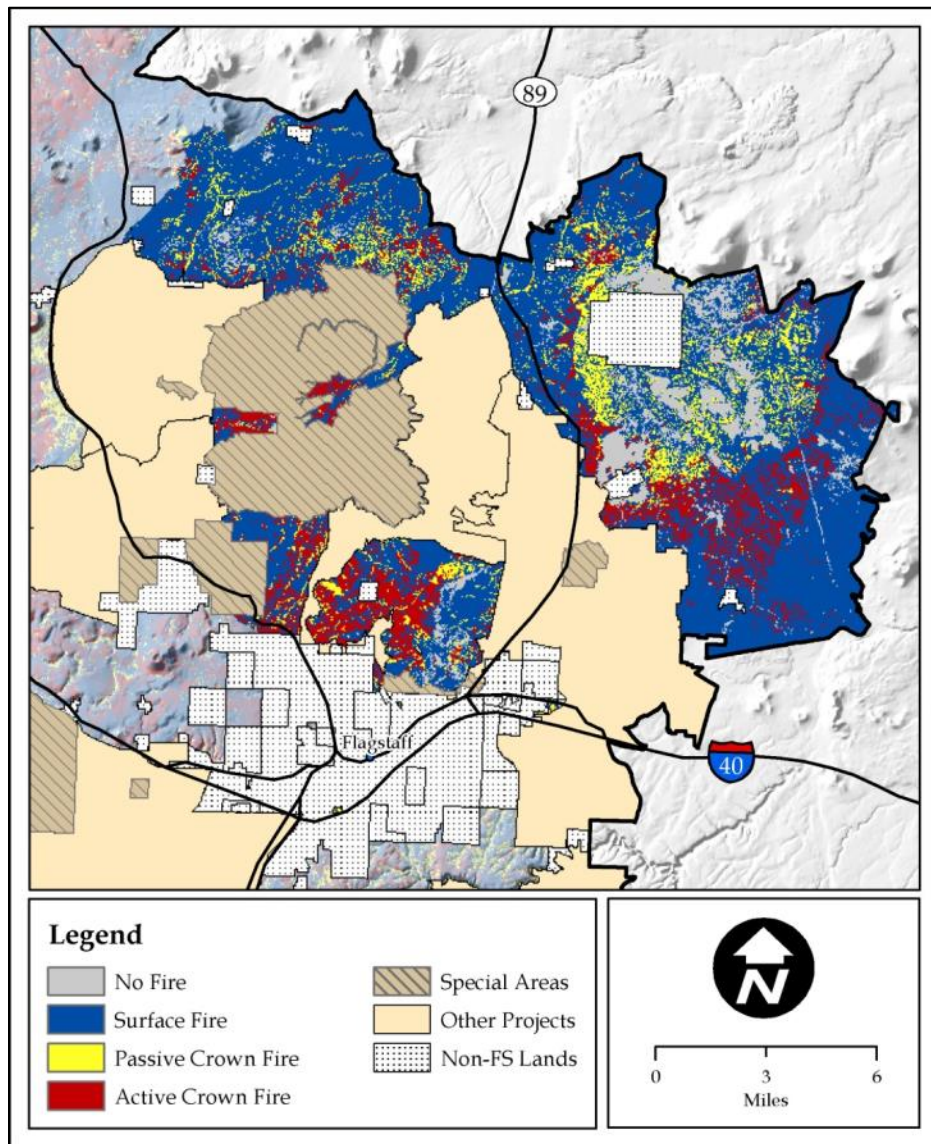 89
Flagstaff
40
Legend
No Fire
Surface Fire
Passive Crown Fire
Active Crown Fire
Special Areas
Other Projects
Non-FS Lands
N
0 3 6
Miles